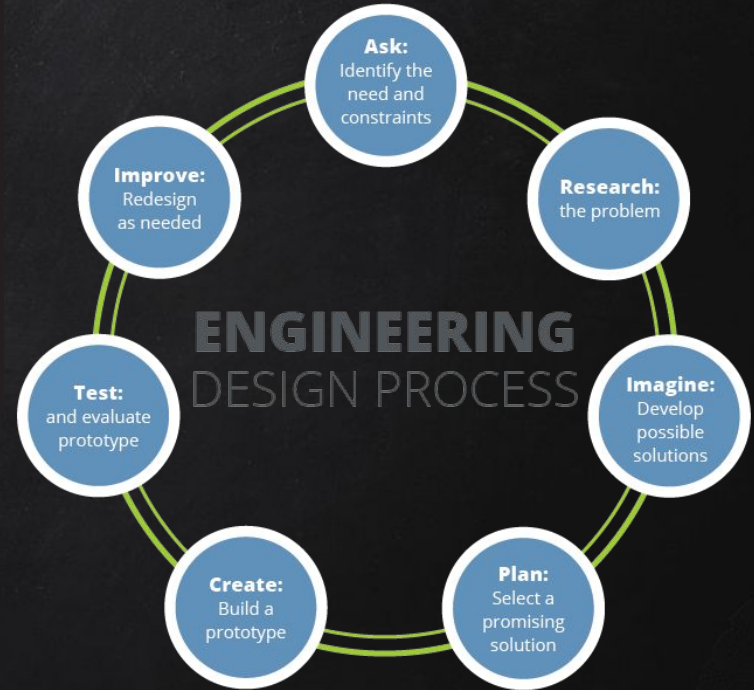 Ask:
Identify the
need and
constraints
Research:
the problem
Imagine:
Develop
possible
solutions
Plan:
Select a
promising
solution
Create:
Build a
prototype
Test:
and evaluate
prototype
Improve:
Redesign
as needed
ENGINEERING
DESIGN PROCESS